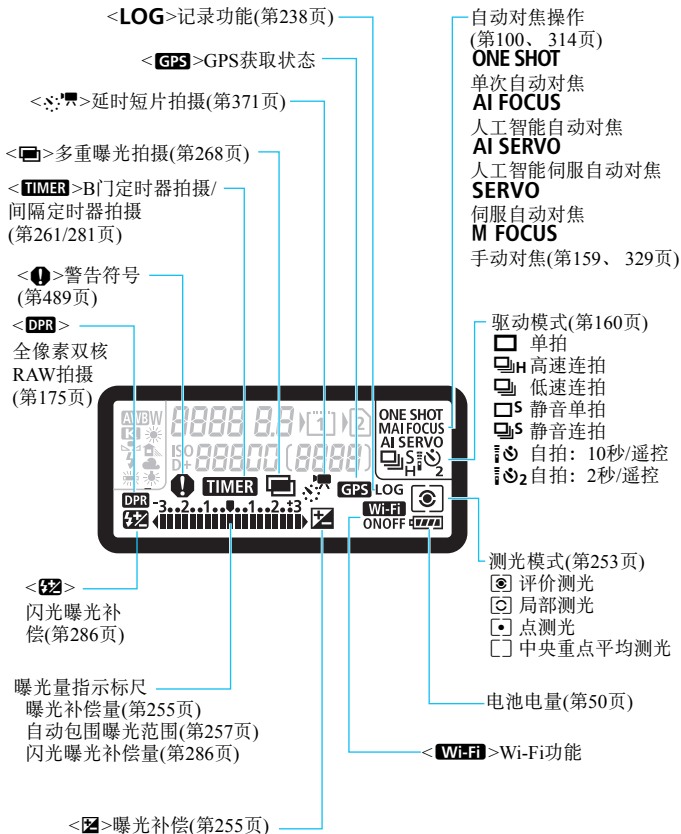 <LOG>记录功能(第238页)
<GPS>GPS获取状态
<>延时短片拍摄(第371页)
<>多重曝光拍摄(第268页)
<TIMER>B门定时器拍摄/
间隔定时器拍摄
(第261/281页)
<>警告符号
(第489页)
<DPR>
全像素双核
RAW拍摄
(第175页)
自动对焦操作
(第100、 314页)
ONE SHOT
单次自动对焦
AI FOCUS
人工智能自动对焦
AI SERVO
人工智能伺服自动对焦
SERVO
伺服自动对焦
M FOCUS
手动对焦(第159、 329页)
驱动模式(第160页)
单拍
H 高速连拍
低速连拍
S 静音单拍
S 静音连拍
自拍：10秒/遥控
2 自拍：2秒/遥控
AWB BW 8888 8.8 [1] 2
ONE SHOT
M AI FOCUS
AI SERVO
K ISO
D+ 88800 (8888) S H 2
TIMER
GPS LOG
DPR -3..2..1..0..1..2.+3
Wi-Fi
ONOFF
测光模式(第253页)
评价测光
局部测光
点测光
中央重点平均测光
<>
闪光曝光补
偿(第286页)
曝光量指示标尺
曝光补偿量(第255页)
自动包围曝光范围(第257页)
闪光曝光补偿量(第286页)
电池电量(第50页)
<Wi-Fi>Wi-Fi功能
<>曝光补偿(第255页)